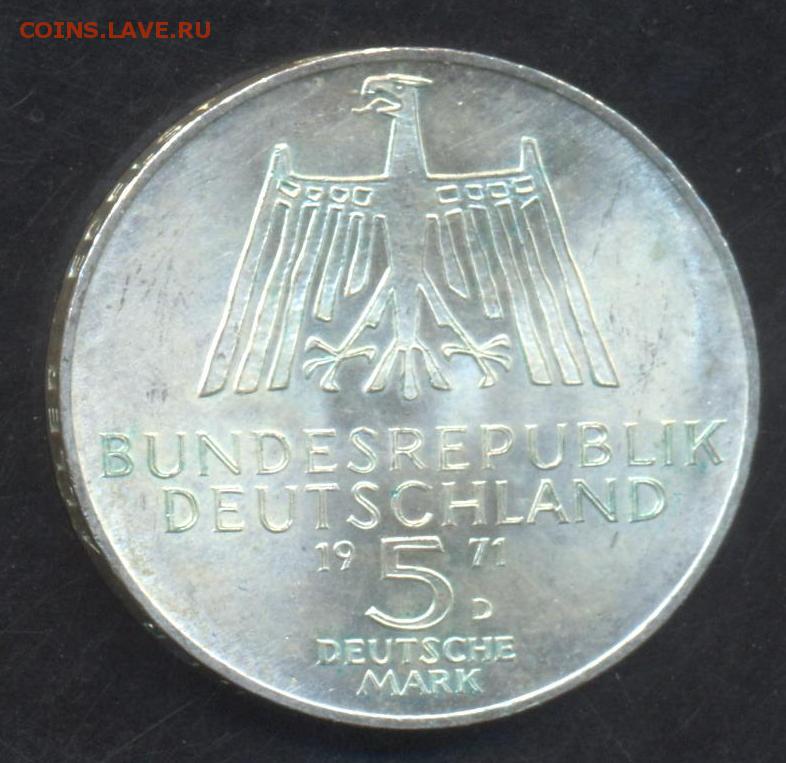 COINS.LAVE.RU
BUNDESREPUBLIK
DEUTSCHLAND
19 71
5 D
DEUTSCHE
MARK